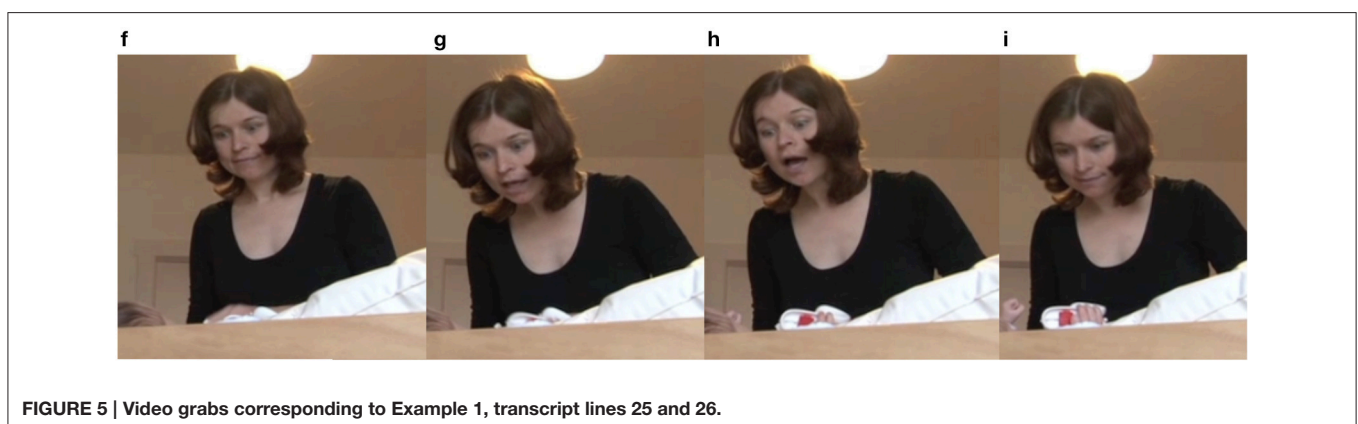 f g h i
FIGURE 5 | Video grabs corresponding to Example 1, transcript lines 25 and 26.